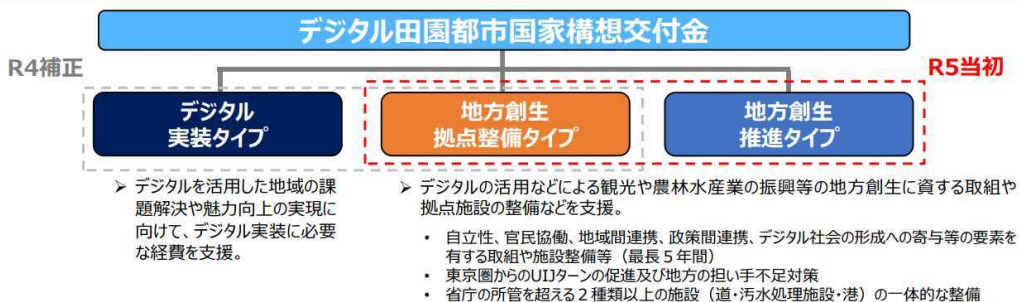 デジタル田園都市国家構想交付金
R4補正
R5当初
デジタル
実装タイプ
地方創生
拠点整備タイプ
地方創生
推進タイプ
➢ デジタルを活用した地域の課
題解決や魅力向上の実現に
向けて、デジタル実装に必要
な経費を支援。
➢ デジタルの活用などによる観光や農林水産業の振興等の地方創生に資する取組や
拠点施設の整備などを支援。
• 自立性、官民協働、地域間連携、政策間連携、デジタル社会の形成への寄与等の要素を
有する取組や施設整備等（最長５年間）
• 東京圏からのUIJターンの促進及び地方の担い手不足対策
• 省庁の所管を超える２種類以上の施設（道・汚水処理施設・港）の一体的な整備